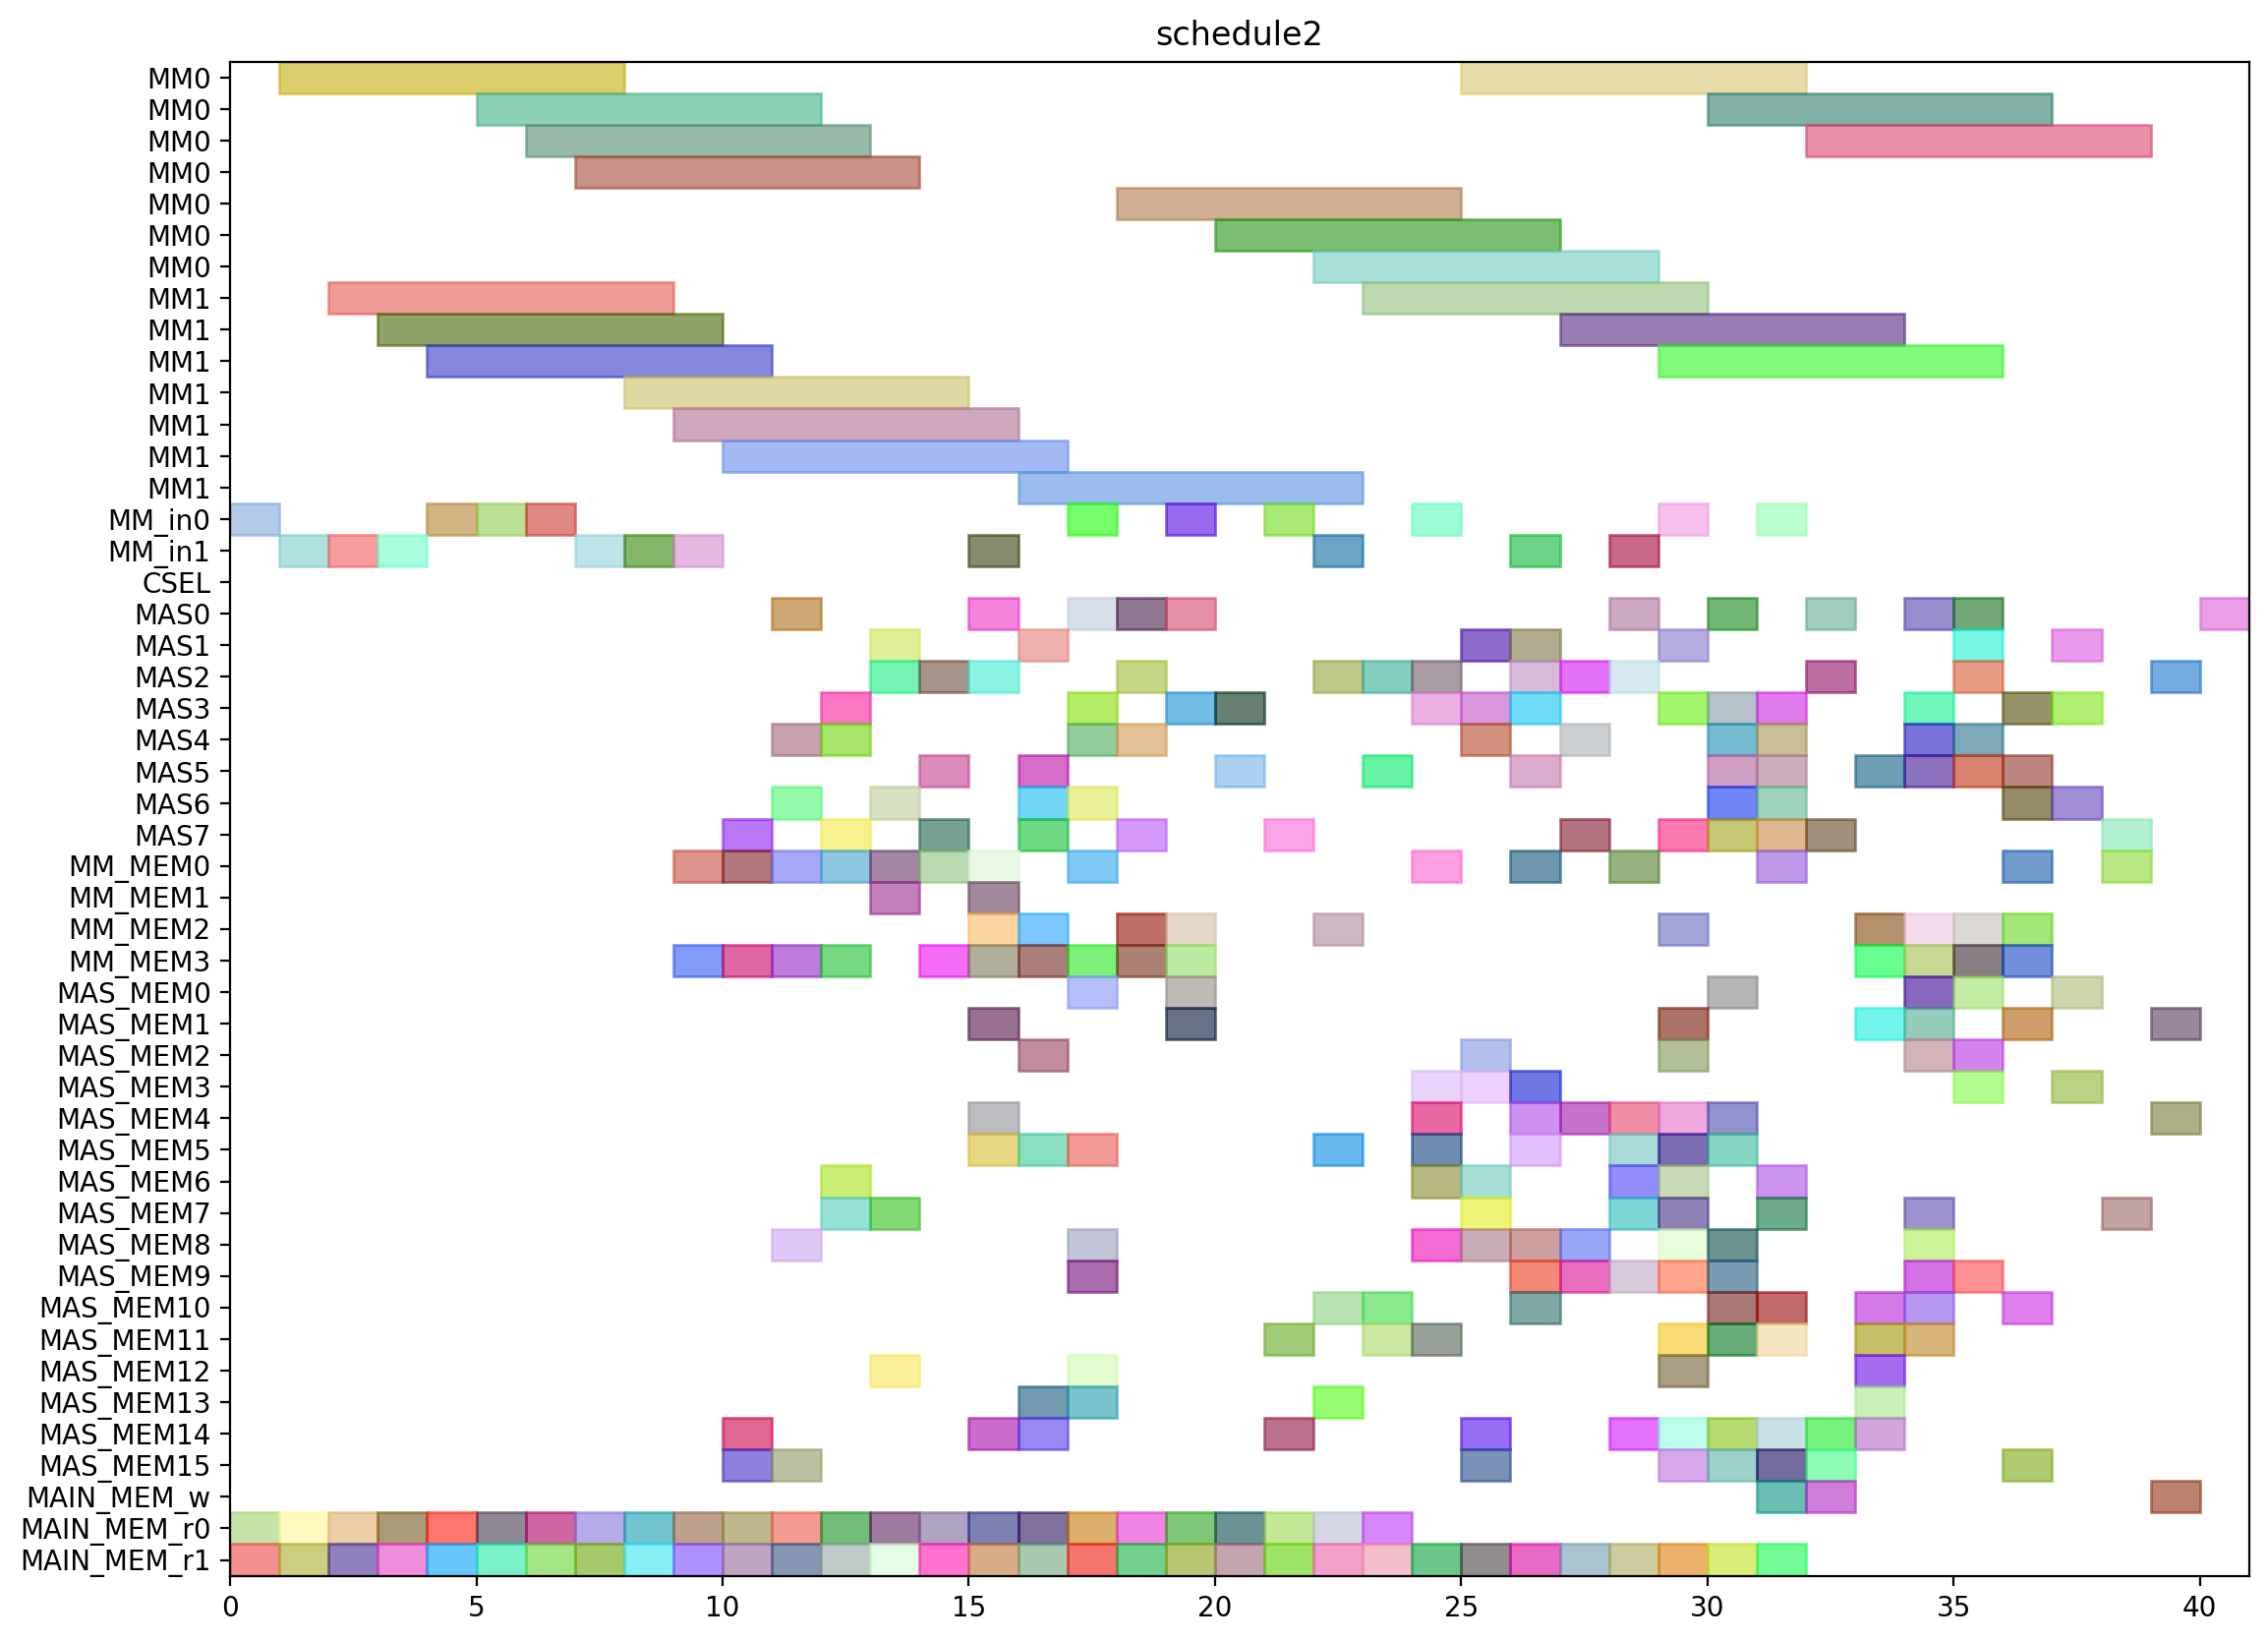 schedule2
MM0
MM0
MM0
MM0
MM0
MM0
MM0
MM1
MM1
MM1
MM1
MM1
MM1
MM1
MM_in0
MM_in1
CSEL
MAS0
MAS1
MAS2
MAS3
MAS4
MAS5
MAS6
MAS7
MM_MEM0
MM_MEM1
MM_MEM2
MM_MEM3
MAS_MEM0
MAS_MEM1
MAS_MEM2
MAS_MEM3
MAS_MEM4
MAS_MEM5
MAS_MEM6
MAS_MEM7
MAS_MEM8
MAS_MEM9
MAS_MEM10
MAS_MEM11
MAS_MEM12
MAS_MEM13
MAS_MEM14
MAS_MEM15
MAIN_MEM_w
MAIN_MEM_r0
MAIN_MEM_r1
0 5 10 15 20 25 30 35 40